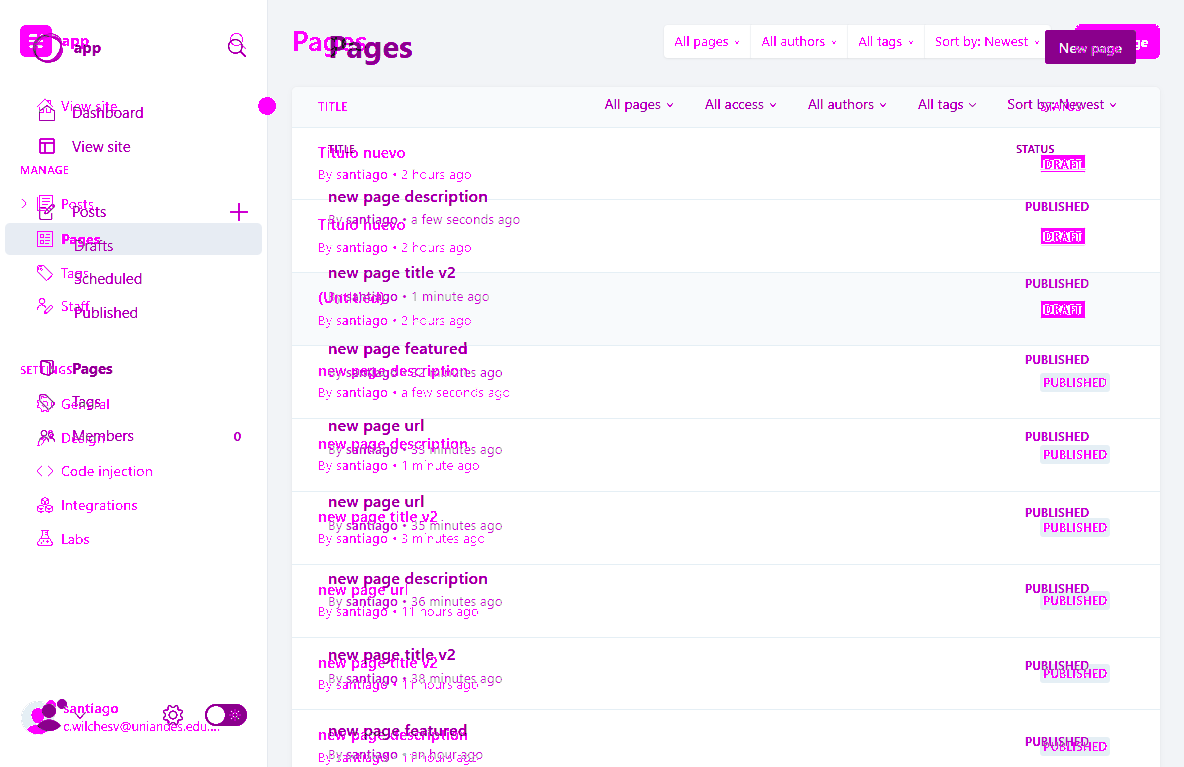 app
app
View site
Dashboard
View site
MANAGE
Posts
Posts
Pages
Drafts
Tags
Scheduled
Staff
Published
SETTINGS
Pages
General
Tags
Design
Members 0
Code injection
Integrations
Labs
santiago
c.wilchesv@uniandes.edu....
Pages
Pages
All pages All authors All tags Sort by: Newest
New page
TITLE
All pages All access All authors All tags Sort by: Newest
STATUS
TITLE STATUS
Titulo nuevo
By santiago • 2 hours ago
DRAFT
new page description
By santiago • a few seconds ago
PUBLISHED
Titulo nuevo
By santiago • 2 hours ago
DRAFT
new page title v2
By santiago • 1 minute ago
PUBLISHED
(Untitled)
By santiago • 2 hours ago
DRAFT
new page featured
By santiago • 32 minutes ago
PUBLISHED
new page description
By santiago • a few seconds ago
PUBLISHED
new page url
By santiago • 33 minutes ago
PUBLISHED
new page description
By santiago • 1 minute ago
PUBLISHED
new page url
By santiago • 35 minutes ago
PUBLISHED
new page title v2
By santiago • 3 minutes ago
PUBLISHED
new page description
By santiago • 36 minutes ago
PUBLISHED
new page url
By santiago • 11 hours ago
PUBLISHED
new page title v2
By santiago • 38 minutes ago
PUBLISHED
new page title v2
By santiago • 11 hours ago
PUBLISHED
new page featured
By santiago • an hour ago
PUBLISHED
new page description
By santiago • 11 hours ago
PUBLISHED